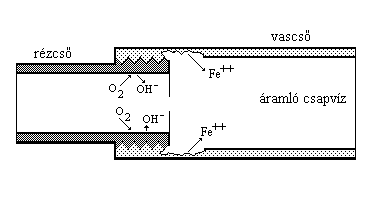 vascső
rézcső
Fe++
O2 OH-
áramló csapvíz
O2 OH-
Fe++